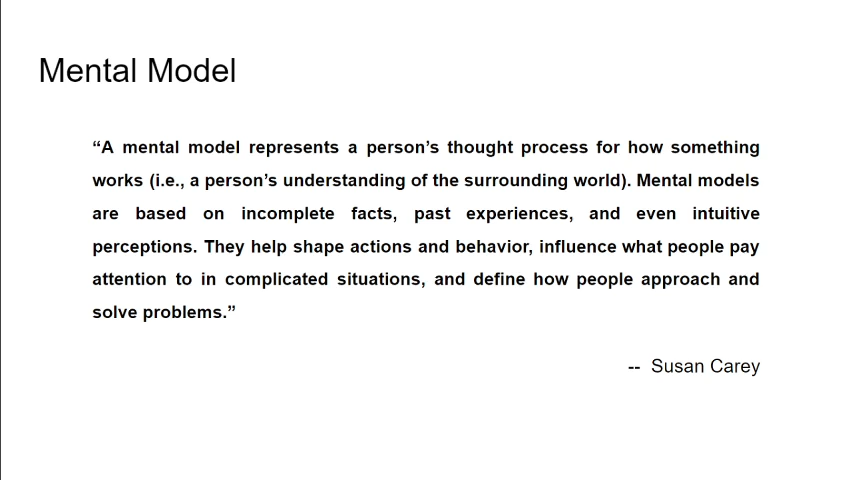 Mental Model
“A mental model represents a person’s thought process for how something
works (i.e., a person’s understanding of the surrounding world). Mental models
are based on incomplete facts, past experiences, and even intuitive
perceptions. They help shape actions and behavior, influence what people pay
attention to in complicated situations, and define how people approach and
solve problems.”
-- Susan Carey